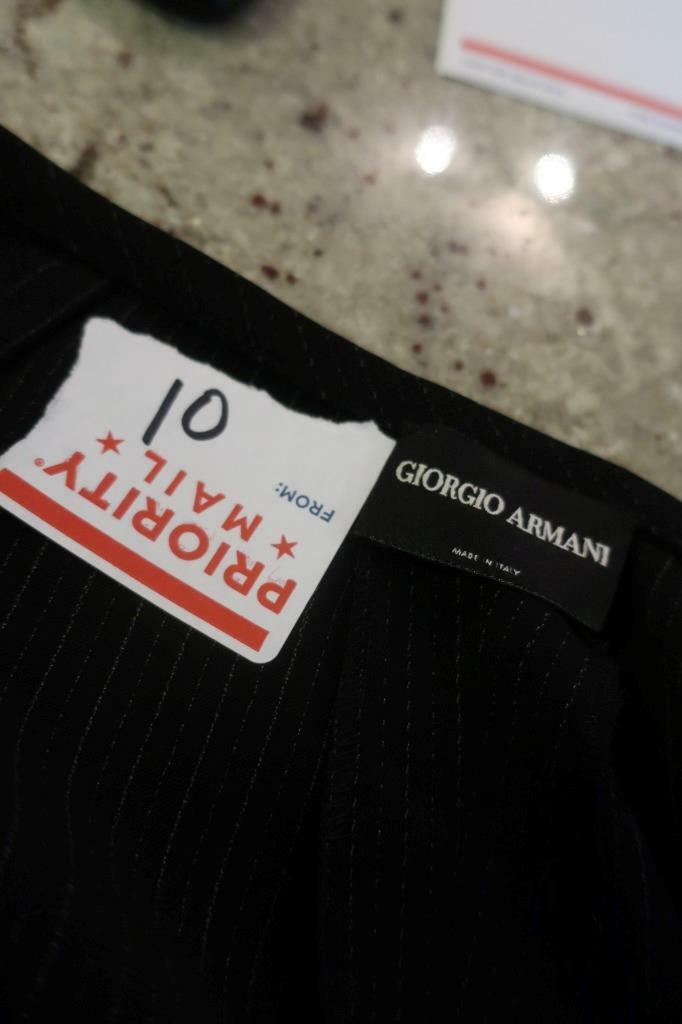 10
PRIORITY®
MAIL
FROM:
GIORGIO ARMANI
MADE IN ITALY